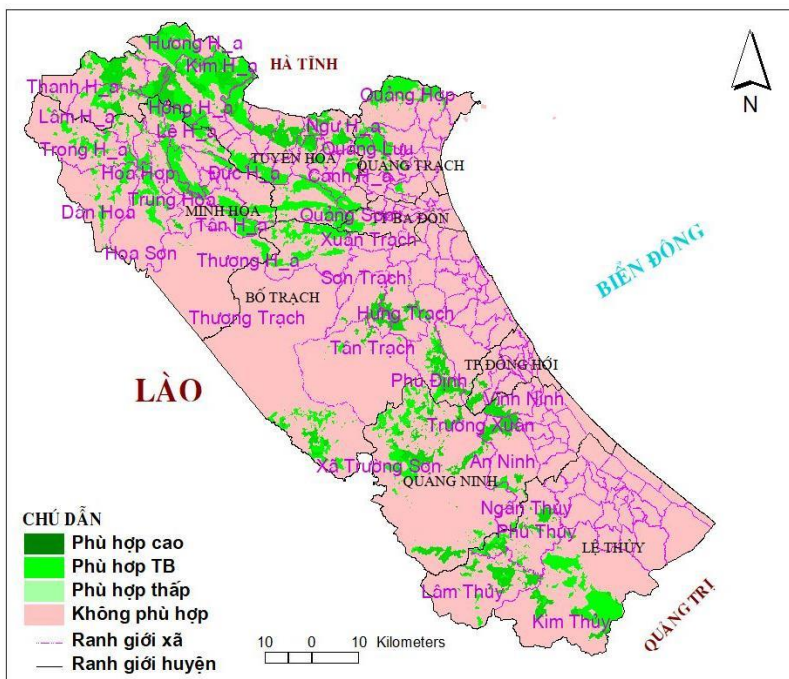 Hương H_a
Kim H_a
HÀ TĨNH
Thanh H_a
Quảng Hợp
N
Hồng H_a
Lâm H_a
Lê H_a
Ngư H_a
Trọng H_a
Quảng Lưu
TUYÊN HÓA
QUẢNG TRẠCH
Hóa Hợp
Đức H_a
Cảnh H_a
Trung Hóa
Dân Hoá
MINH HÓA
Quảng Sơn
BA ĐỒN
Tân H_a
Xuân Trạch
Hoa Sơn
Thương H_a
Sơn Trạch
BIỂN ĐÔNG
BỐ TRẠCH
Thượng Trạch
Hưng Trạch
Tân Trạch
TP.ĐỒNG HỚI
LÀO
Phú Định
Vĩnh Ninh
Trường Xuân
Xã Trường Sơn
An Ninh
QUẢNG NINH
Ngân Thủy
Phú Thủy
LỆ THỦY
Lâm Thủy
Kim Thủy
QUẢNG TRỊ
CHÚ DẪN
Phù hợp cao
Phù hợp TB
Phù hợp thấp
Không phù hợp
Ranh giới xã
Ranh giới huyện
10 0 10 Kilometers